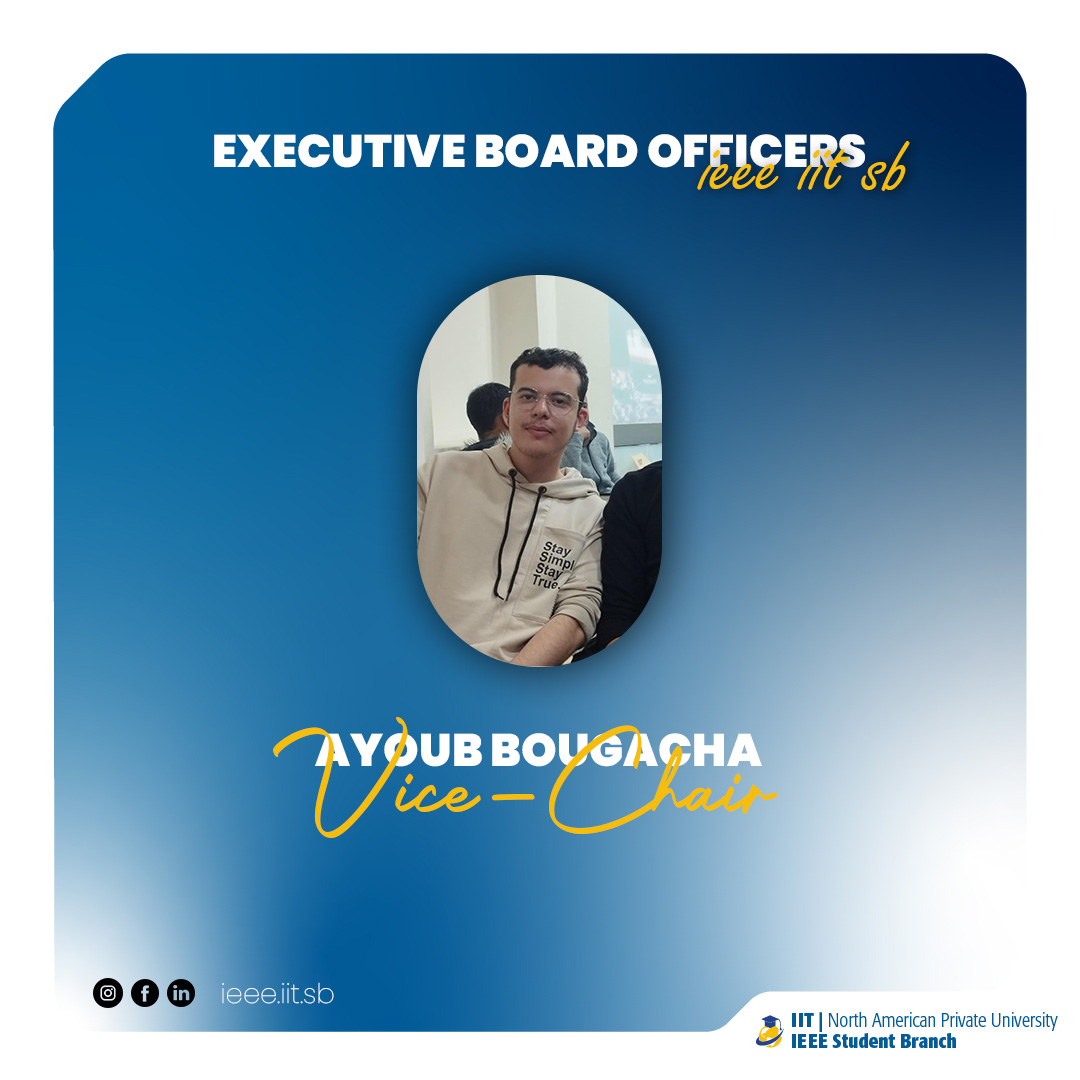 EXECUTIVE BOARD OFFICERS
ieee iit sb
Stay
Simpl
Stay
True.
AYOUB BOUGACHA
Vice - Chair
ieee.iit.sb
IIT | North American Private University
IEEE Student Branch